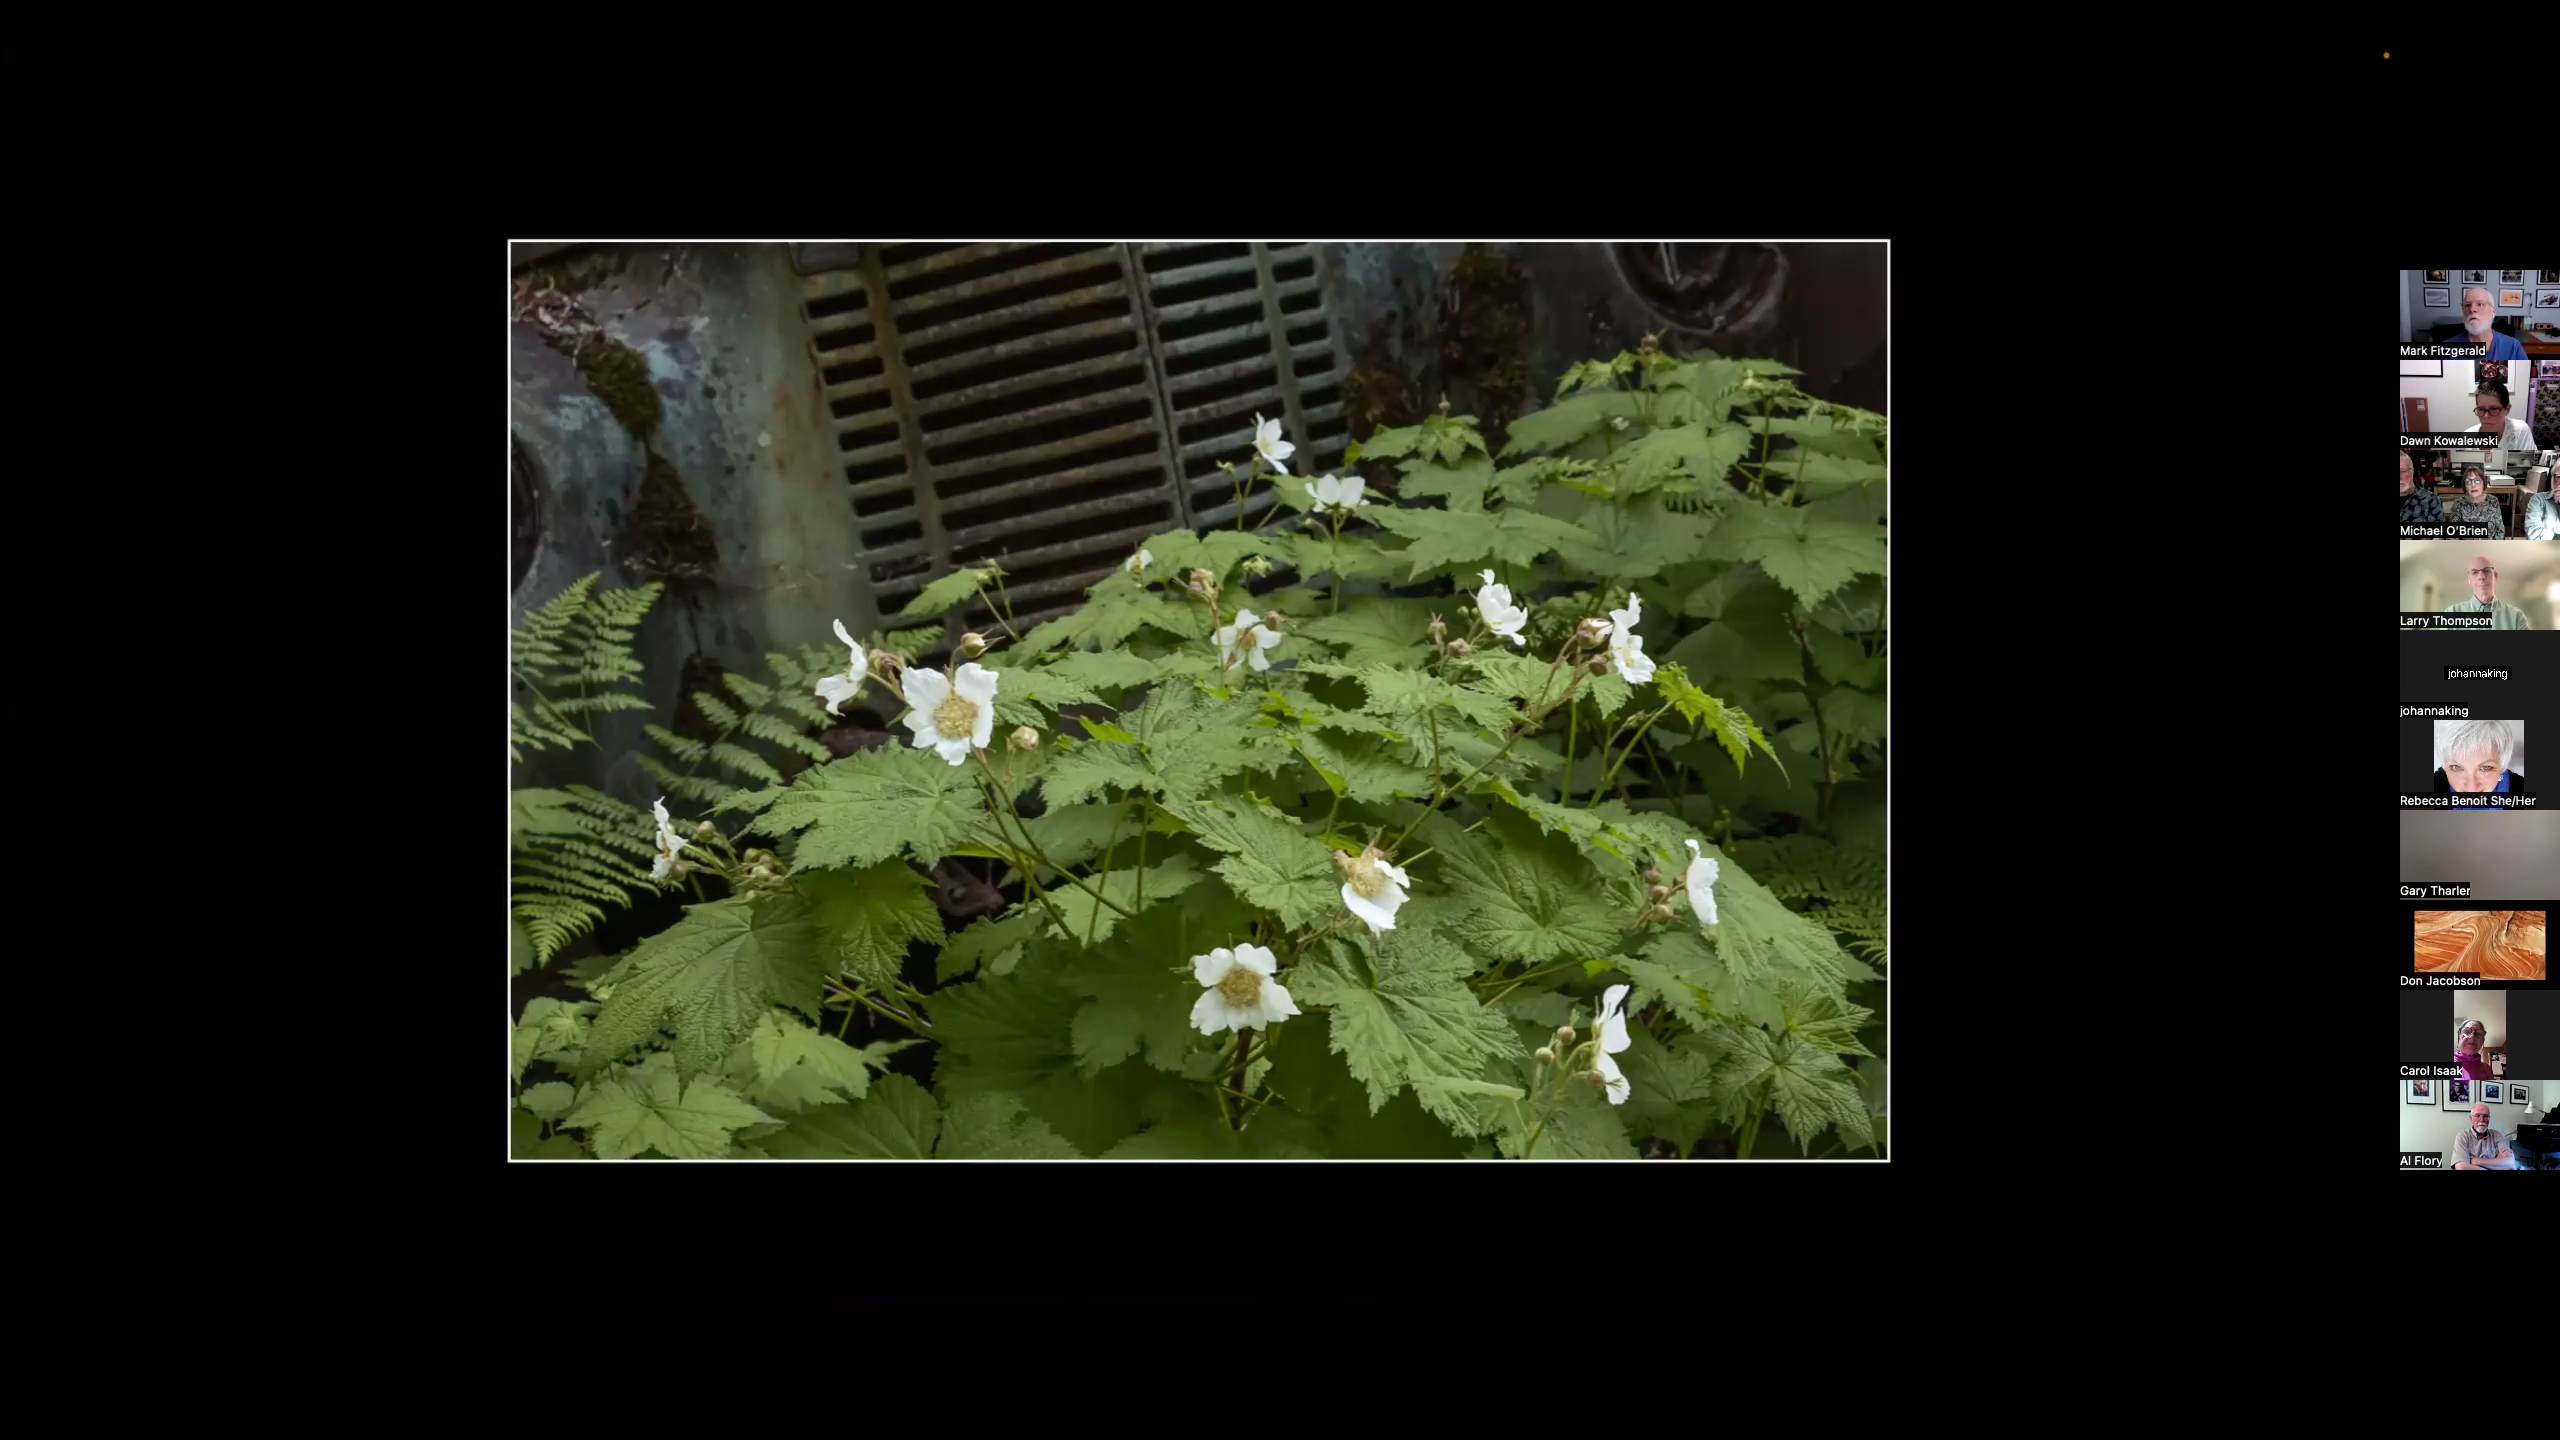 Mark Fitzgerald
Dawn Kowalewski
Michael O'Brien
Larry Thompson
johannaking
johannaking
Rebecca Benoit She/Her
Gary Tharler
Don Jacobson
Carol Isaak
Al Flory